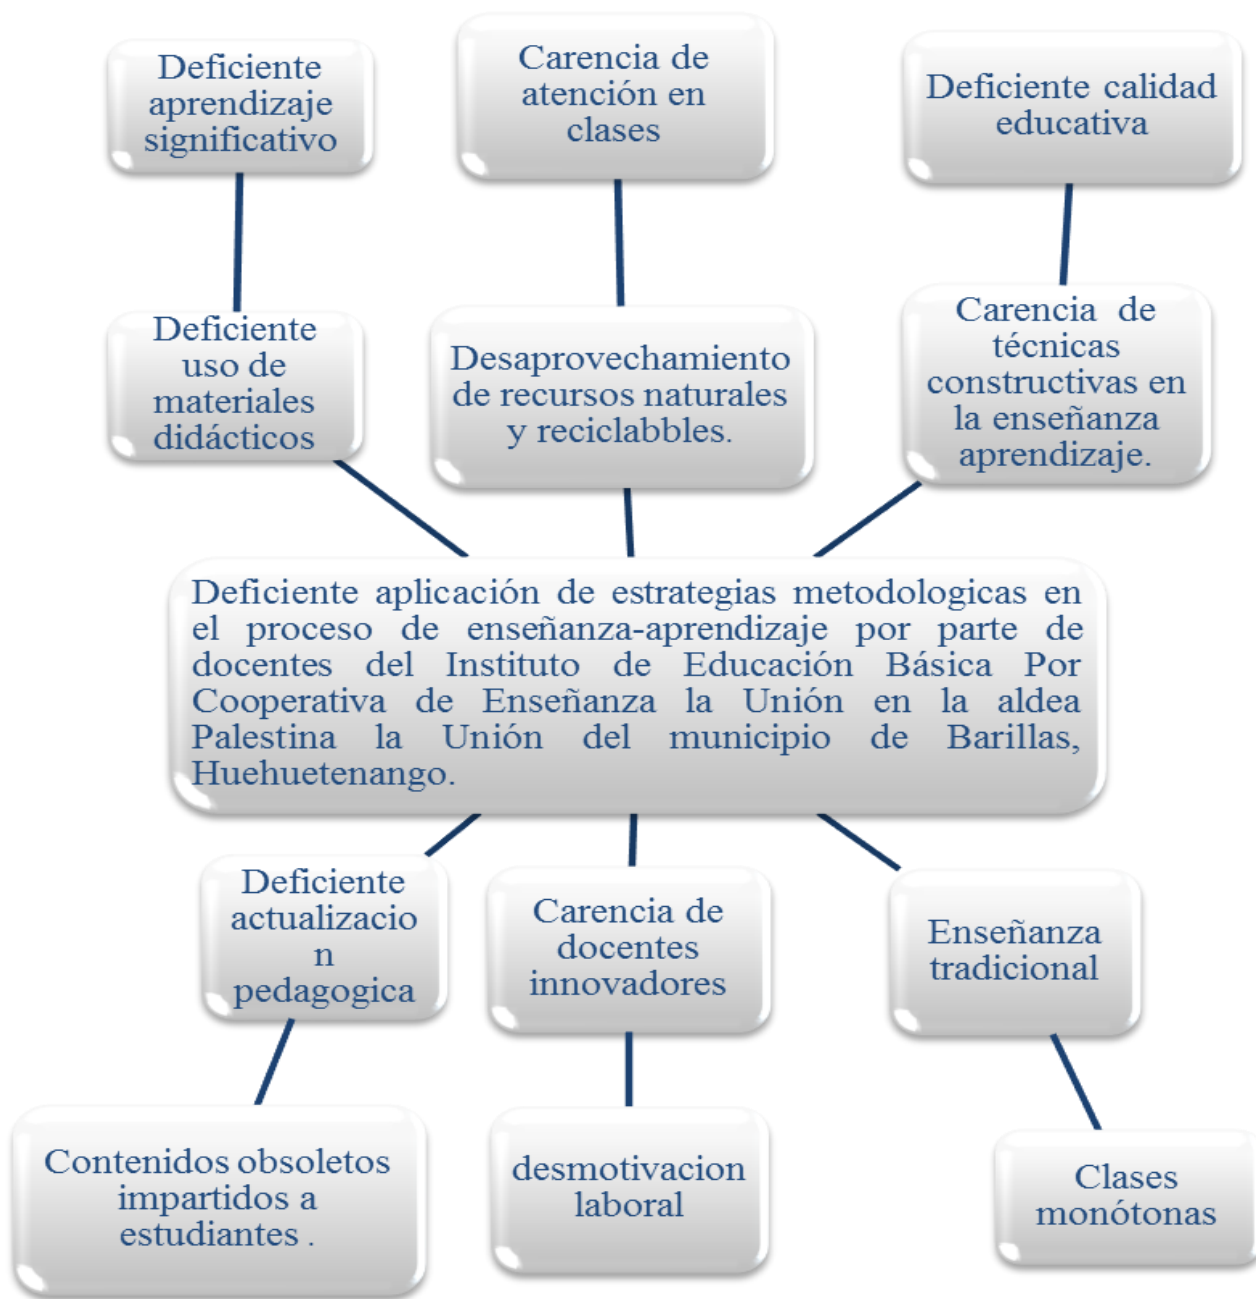 Deficiente
aprendizaje
significativo
Carencia de
atención en
clases
Deficiente calidad
educativa
Deficiente
uso de
materiales
didácticos
Desaprovechamiento
de recursos naturales
y reciclabbles.
Carencia de
técnicas
constructivas en
la enseñanza
aprendizaje.
Deficiente aplicación de estrategias metodologicas en
el proceso de enseñanza-aprendizaje por parte de
docentes del Instituto de Educación Básica Por
Cooperativa de Enseñanza la Unión en la aldea
Palestina la Unión del municipio de Barillas,
Huehuetenango.
Deficiente
actualizacio
n
pedagogica
Carencia de
docentes
innovadores
Enseñanza
tradicional
Contenidos obsoletos
impartidos a
estudiantes .
desmotivacion
laboral
Clases
monótonas